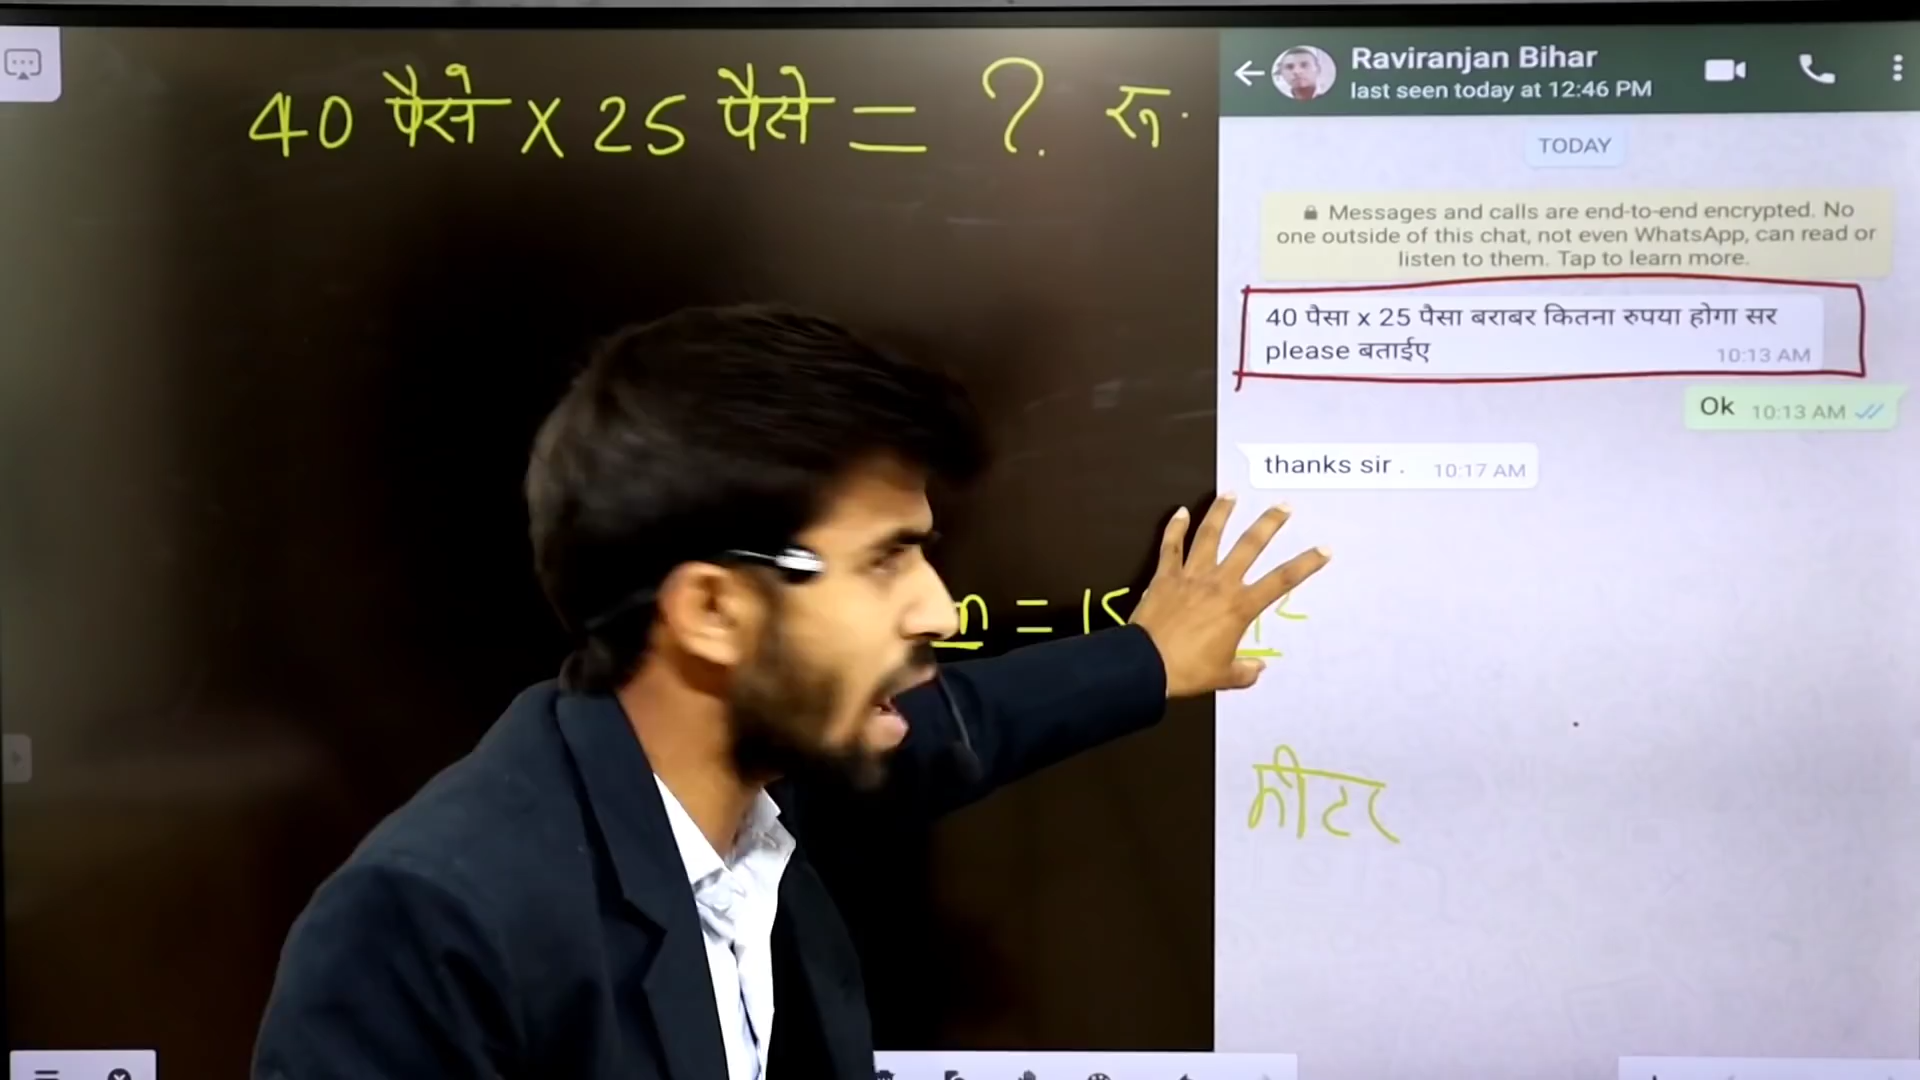 40 पैसे x 25 पैसे = ? रू.
Raviranjan Bihar
last seen today at 12:46 PM
TODAY
Messages and calls are end-to-end encrypted. No
one outside of this chat, not even WhatsApp, can read or
listen to them. Tap to learn more.
40 पैसा x 25 पैसा बराबर कितना रुपया होगा सर
please बताईए
10:13 AM
Ok 10:13 AM
thanks sir . 10:17 AM
मीटर